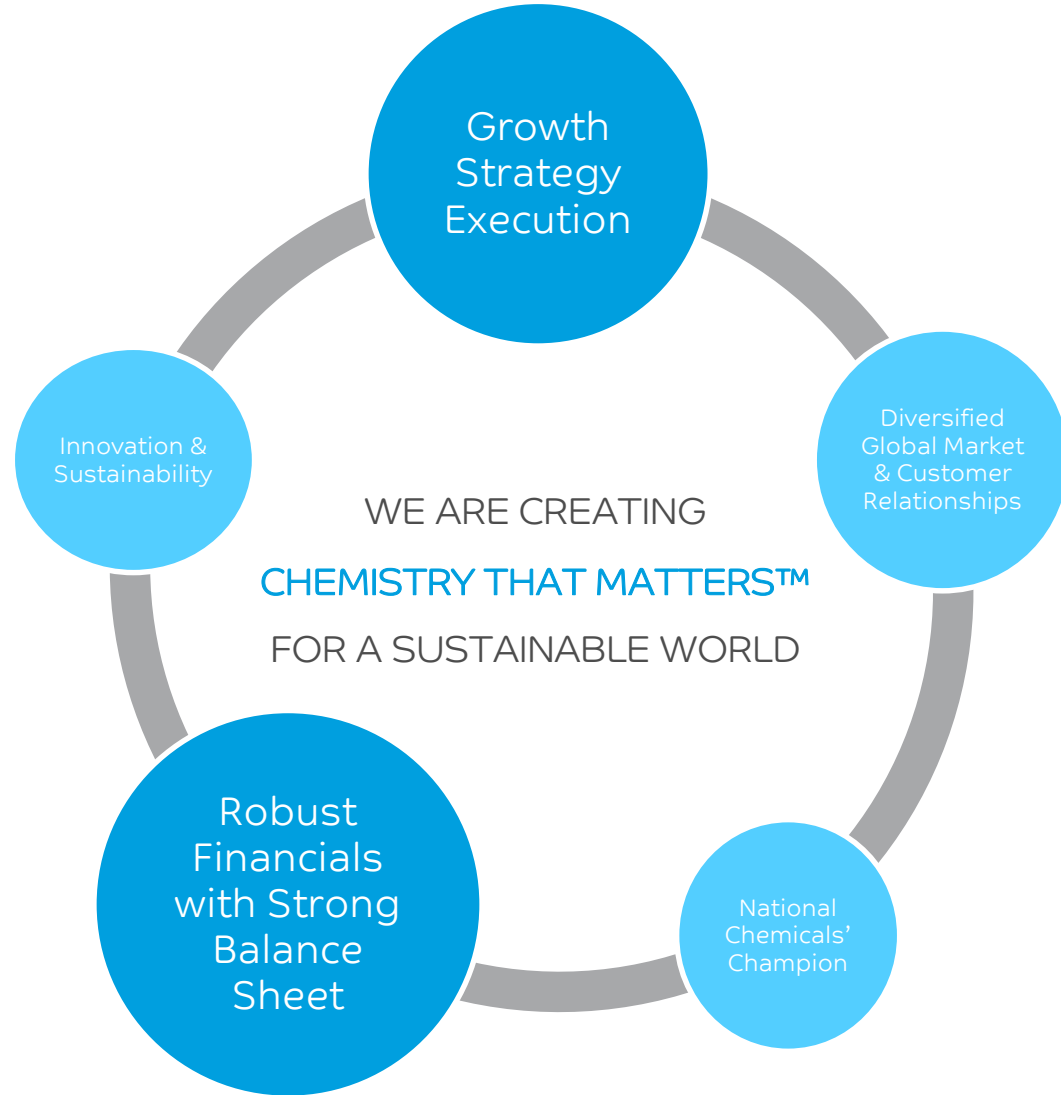 Growth
Strategy
Execution
Innovation &
Sustainability
Diversified
Global Market
& Customer
Relationships
WE ARE CREATING
CHEMISTRY THAT MATTERS™
FOR A SUSTAINABLE WORLD
Robust
Financials
with Strong
Balance
Sheet
National
Chemicals’
Champion